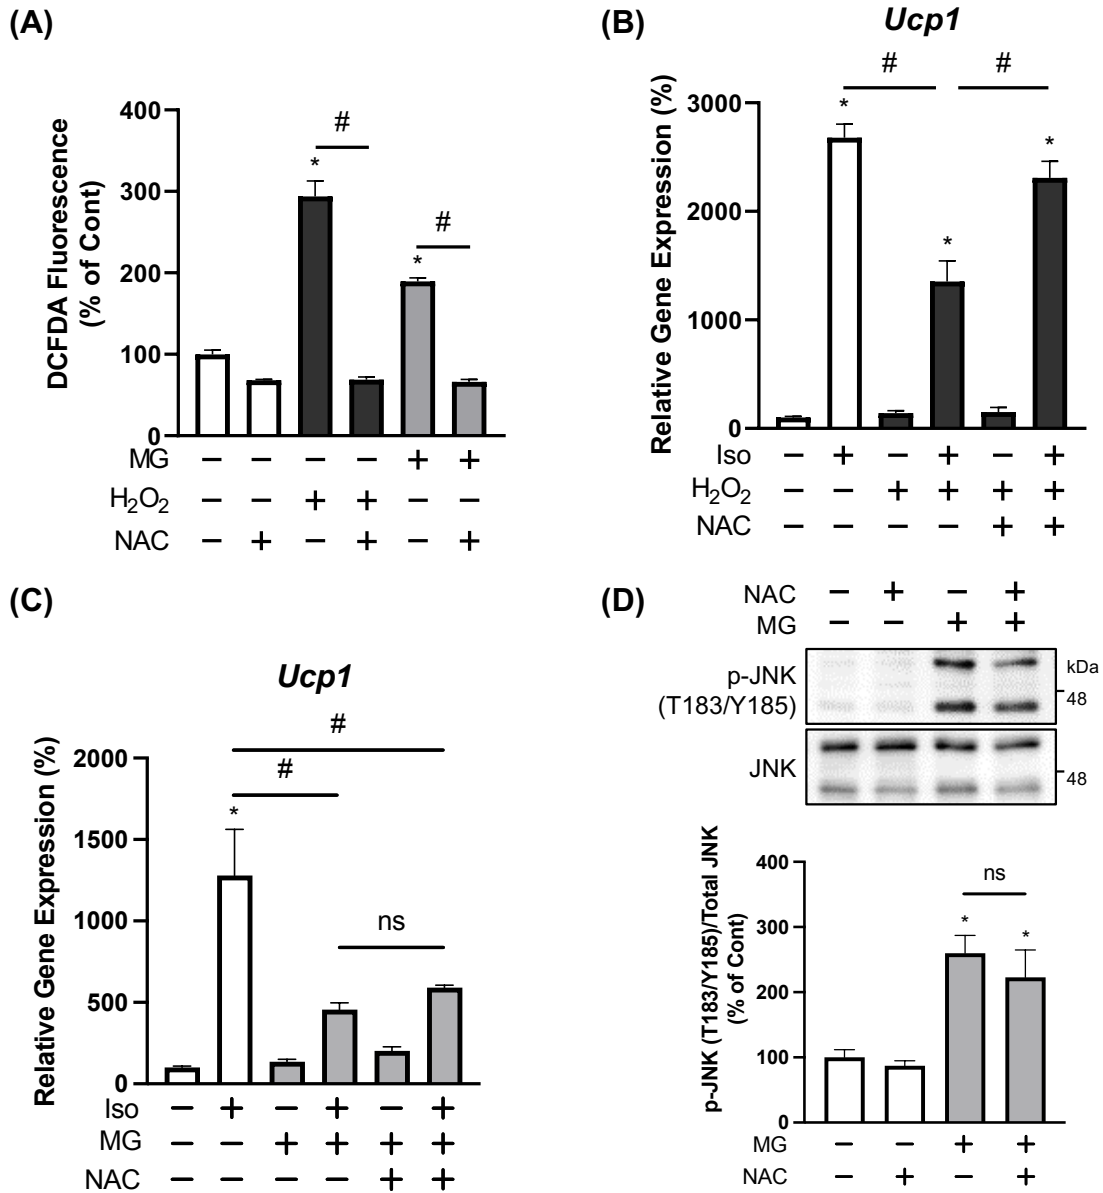 (A)
DCFDA Fluorescence
(% of Cont)
400
300
200
100
0
*
#
*
#
MG − − − − + +
H₂O₂ − − + + − −
NAC − + − + − +
(B)
Ucp1
Relative Gene Expression (%)
3000
2000
1000
0
# #
*
*
*
Iso − + − + − +
H₂O₂ − − + + + +
NAC − − − − + +
(C)
Ucp1
Relative Gene Expression (%)
2000
1500
1000
500
0
#
#
*
ns
Iso − + − + − +
MG − − + + + +
NAC − − − − + +
(D)
NAC − + − +
MG − − + +
p-JNK
(T183/Y185)
kDa
48
JNK
48
p-JNK (T183/Y185)/Total JNK
(% of Cont)
400
300
200
100
0
ns
* *
MG − − + +
NAC − + − +